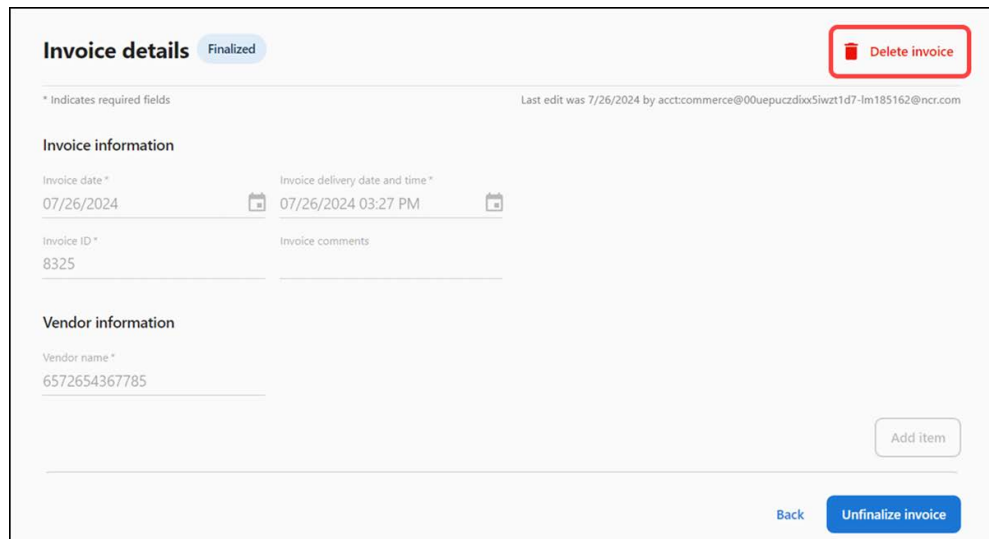 Invoice details Finalized Delete invoice
* Indicates required fields Last edit was 7/26/2024 by acct:commerce@00uepuczdixx5iwzt1d7-lm185162@ncr.com
Invoice information
Invoice date * Invoice delivery date and time *
07/26/2024 07/26/2024 03:27 PM
Invoice ID * Invoice comments
8325
Vendor information
Vendor name *
6572654367785
Add item
Back Unfinalize invoice